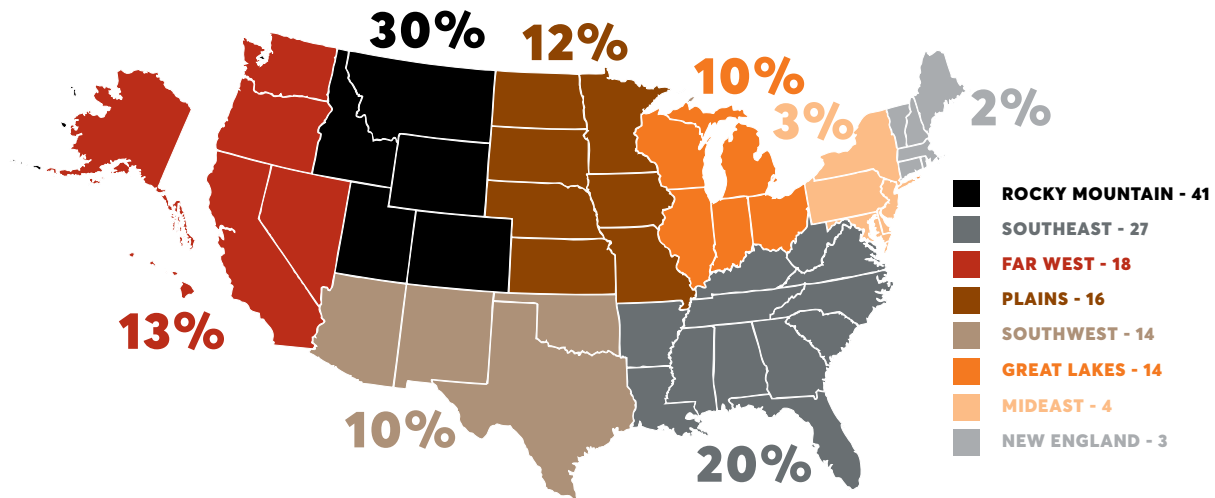 30%
12%
10%
3%
2%
13%
10%
20%
ROCKY MOUNTAIN - 41
SOUTHEAST - 27
FAR WEST - 18
PLAINS - 16
SOUTHWEST - 14
GREAT LAKES - 14
MIDEAST - 4
NEW ENGLAND - 3